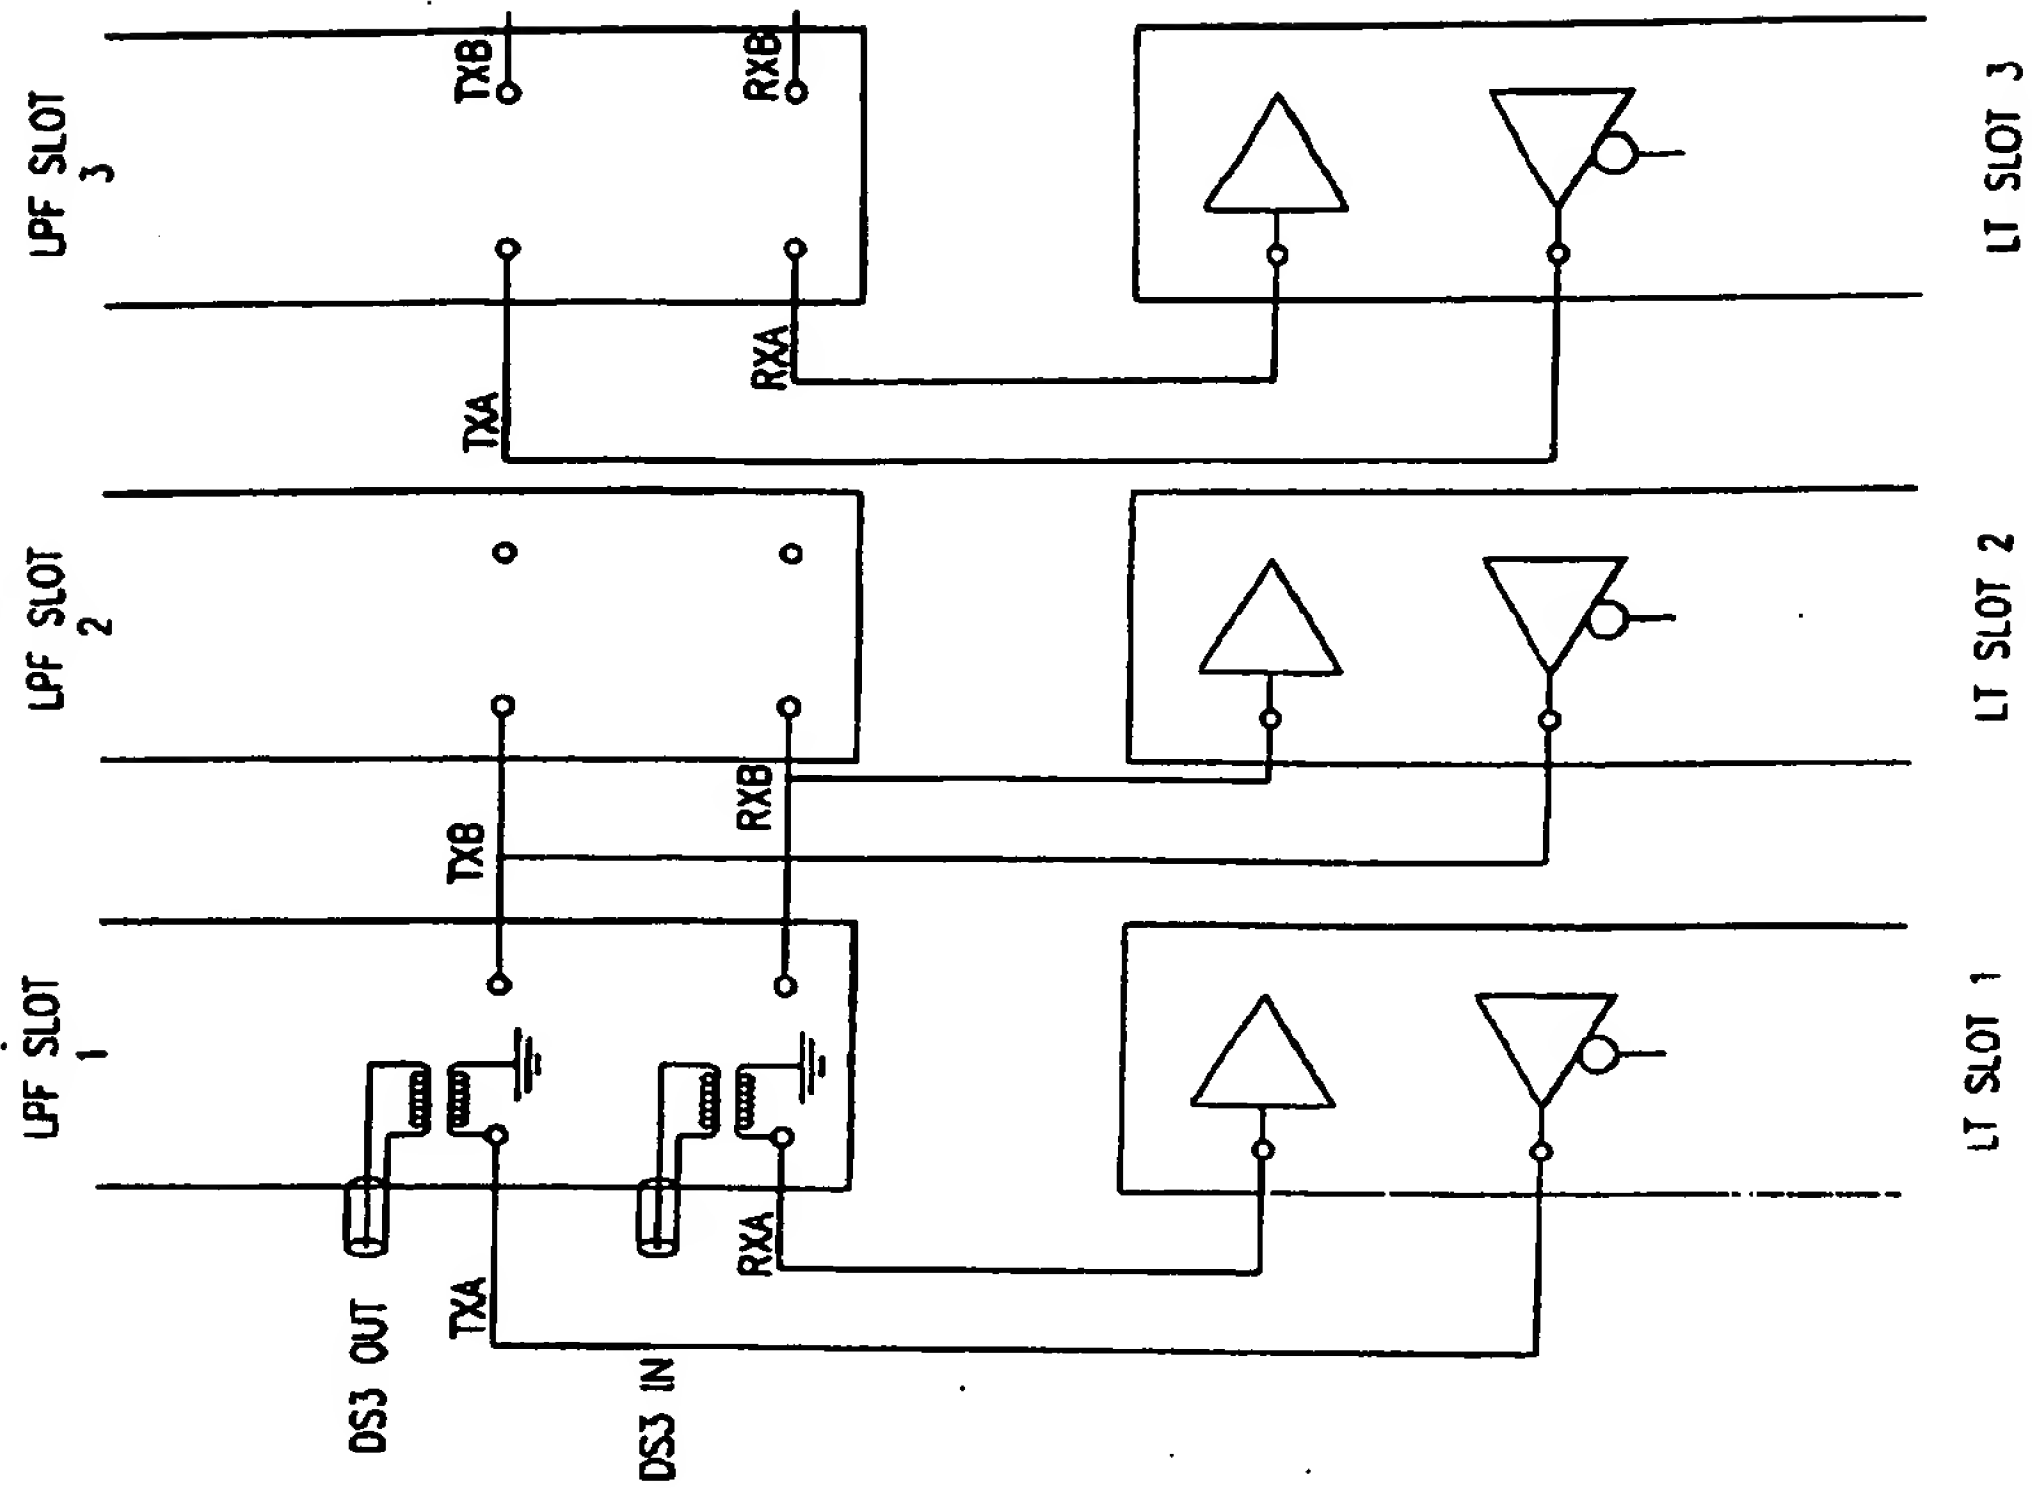 LPF SLOT
1
LPF SLOT
2
LPF SLOT
3
DS3 OUT
TXA
TXB
TXA
TXB
DS3 IN
RXA
RXB
RXA
RXB
LT SLOT 1
LT SLOT 2
LT SLOT 3